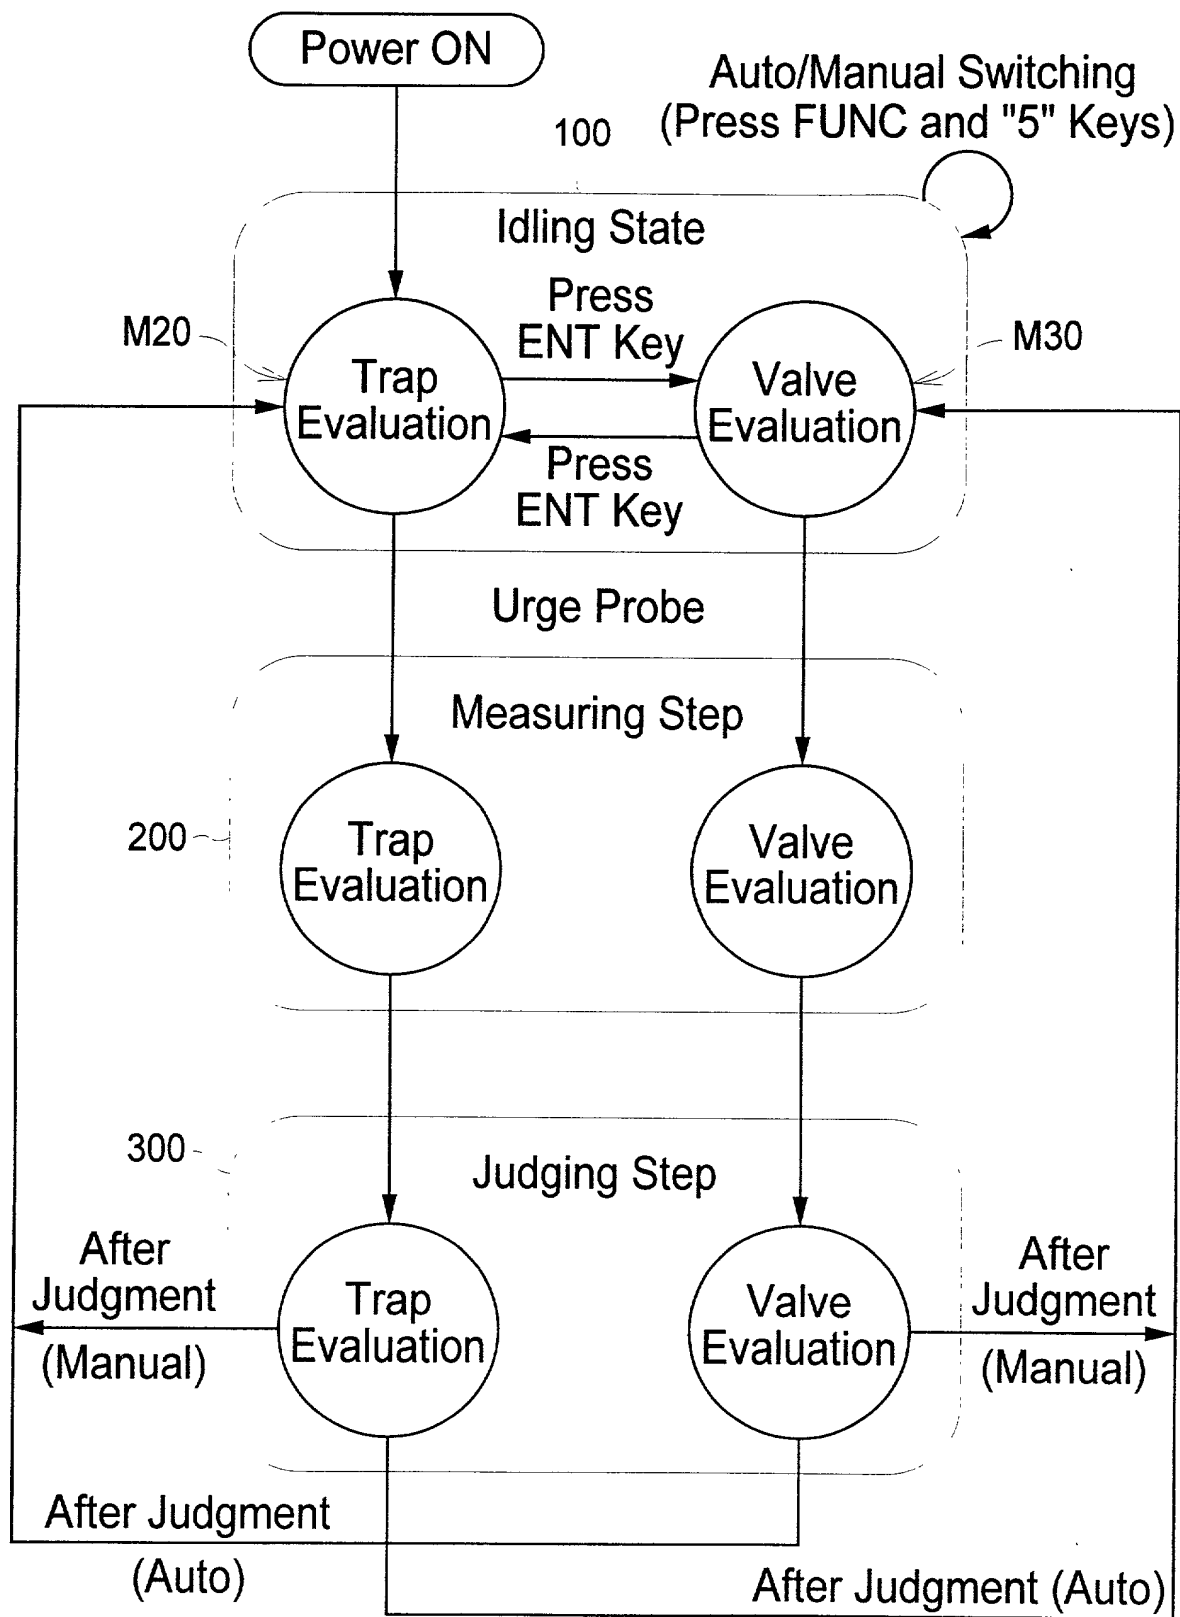 Power ON
Auto/Manual Switching
(Press FUNC and "5" Keys)
100
Idling State
Press
ENT Key
M20
M30
Trap
Evaluation
Valve
Evaluation
Press
ENT Key
Urge Probe
Measuring Step
200
Trap
Evaluation
Valve
Evaluation
300
Judging Step
After
Judgment
(Manual)
Trap
Evaluation
Valve
Evaluation
After
Judgment
(Manual)
After Judgment
(Auto)
After Judgment (Auto)